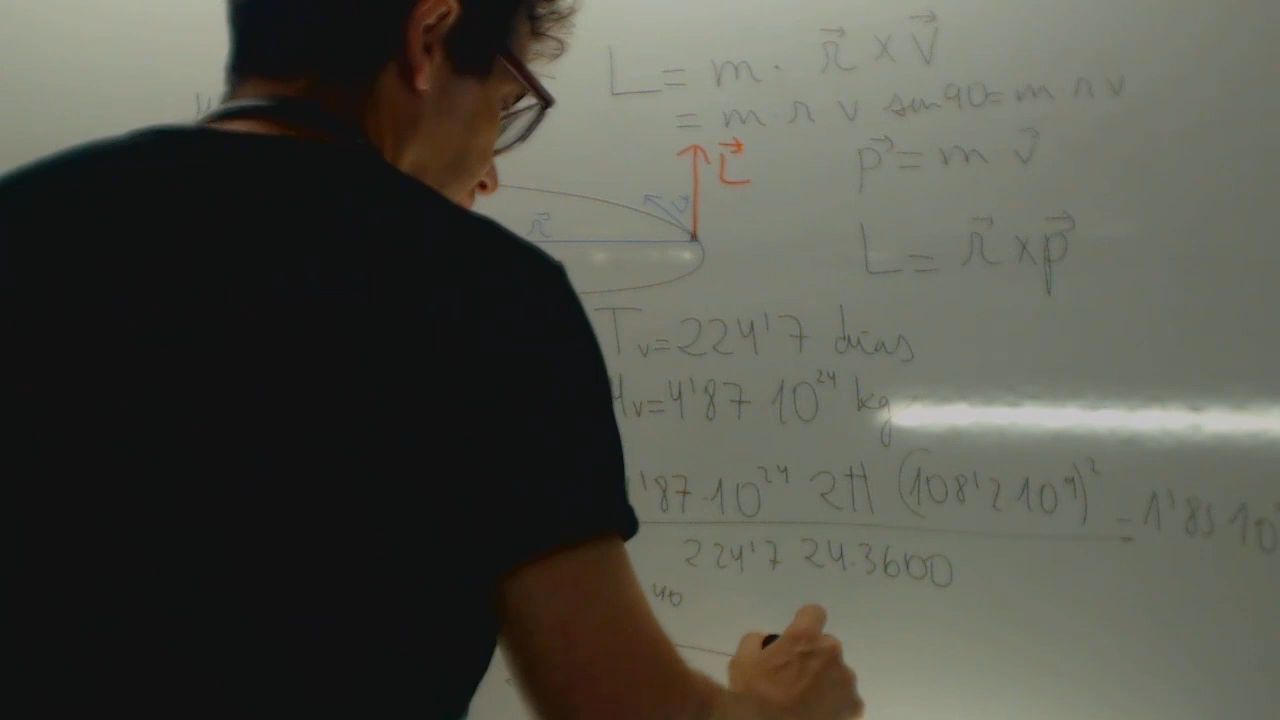 L = m · r⃗ x v⃗
= m r v sen 90 = m r v
L⃗
p⃗ = m v⃗
v⃗
r⃗
L = r⃗ x p⃗
Tv = 224'7 días
Mv = 4'87 10²⁴ kg
'87·10²⁴ 2π (108'2 10⁹)² = 1'85 10
224'7 24·3600
40